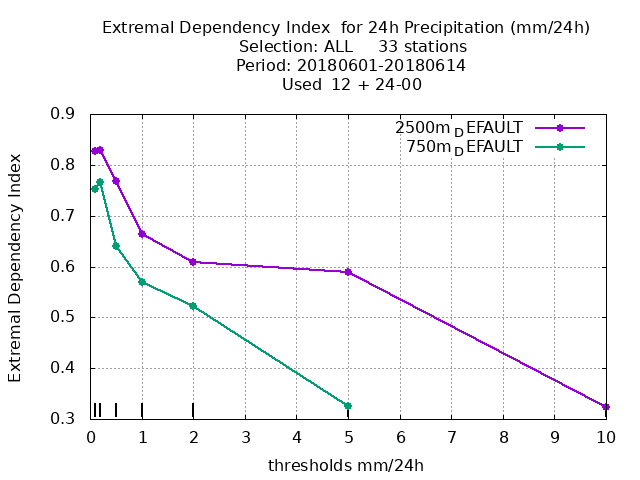 Extremal Dependency Index  for 24h Precipitation (mm/24h)
Selection: ALL     33 stations
Period: 20180601-20180614
Used  12 + 24-00
2500m_DEFAULT
750m_DEFAULT
Extremal Dependency Index
0.9
0.8
0.7
0.6
0.5
0.4
0.3
0 1 2 3 4 5 6 7 8 9 10
thresholds mm/24h